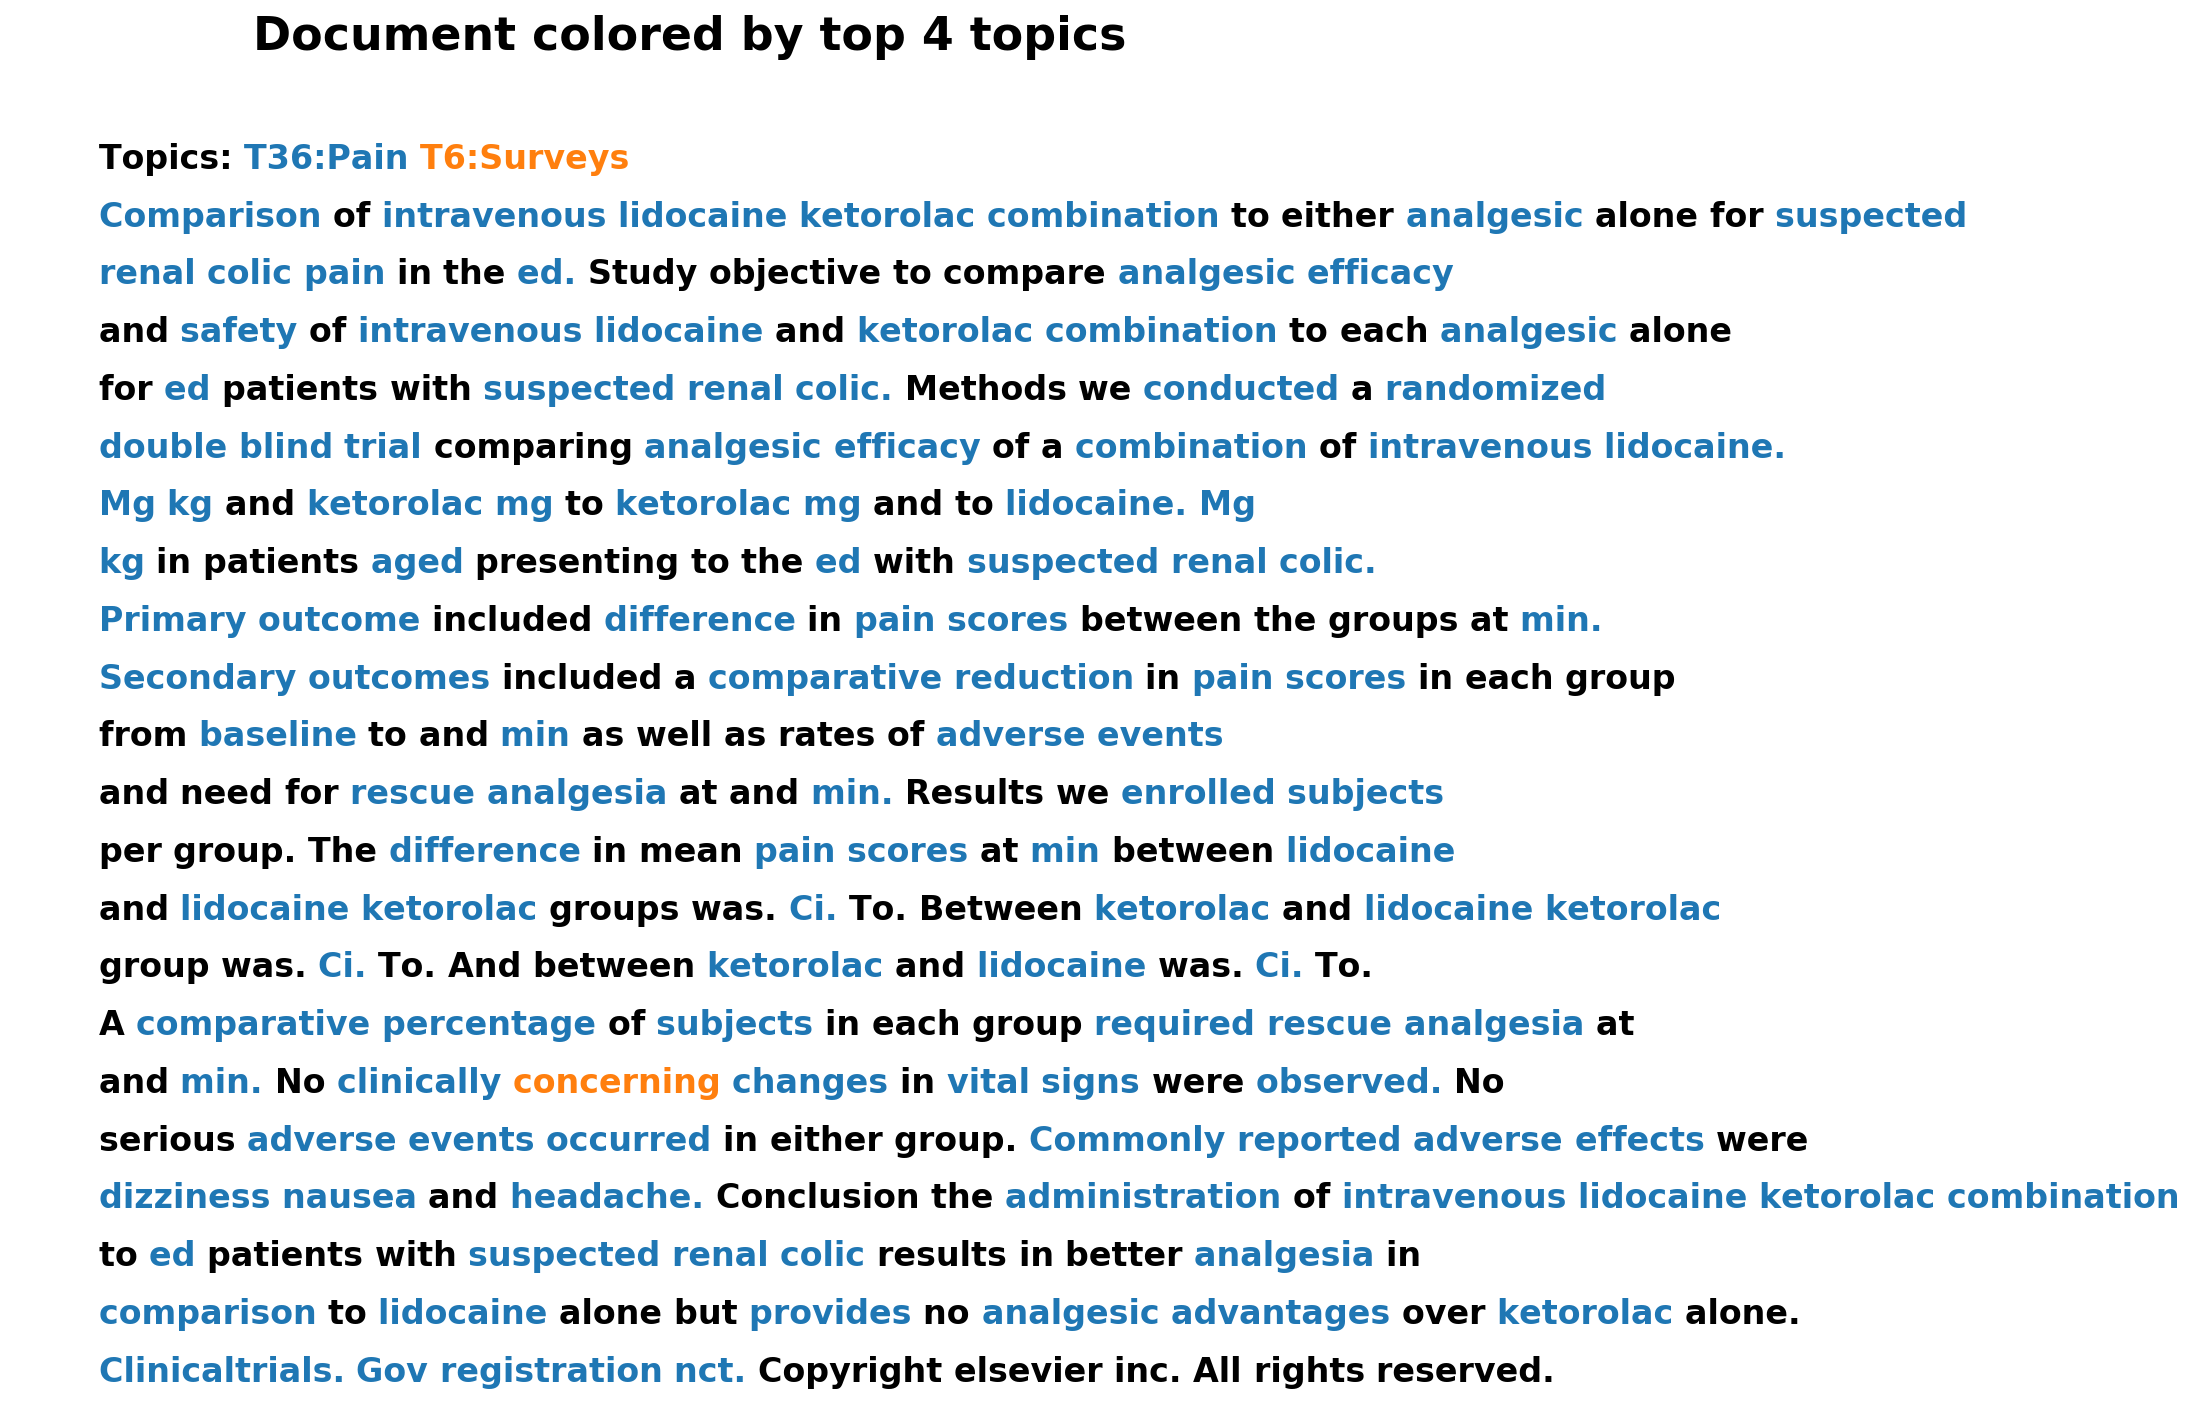 Document colored by top 4 topics
Topics: T36:Pain T6:Surveys
Comparison of intravenous lidocaine ketorolac combination to either analgesic alone for suspected
renal colic pain in the ed. Study objective to compare analgesic efficacy
and safety of intravenous lidocaine and ketorolac combination to each analgesic alone
for ed patients with suspected renal colic. Methods we conducted a randomized
double blind trial comparing analgesic efficacy of a combination of intravenous lidocaine.
Mg kg and ketorolac mg to ketorolac mg and to lidocaine. Mg
kg in patients aged presenting to the ed with suspected renal colic.
Primary outcome included difference in pain scores between the groups at min.
Secondary outcomes included a comparative reduction in pain scores in each group
from baseline to and min as well as rates of adverse events
and need for rescue analgesia at and min. Results we enrolled subjects
per group. The difference in mean pain scores at min between lidocaine
and lidocaine ketorolac groups was. Ci. To. Between ketorolac and lidocaine ketorolac
group was. Ci. To. And between ketorolac and lidocaine was. Ci. To.
A comparative percentage of subjects in each group required rescue analgesia at
and min. No clinically concerning changes in vital signs were observed. No
serious adverse events occurred in either group. Commonly reported adverse effects were
dizziness nausea and headache. Conclusion the administration of intravenous lidocaine ketorolac combination
to ed patients with suspected renal colic results in better analgesia in
comparison to lidocaine alone but provides no analgesic advantages over ketorolac alone.
Clinicaltrials. Gov registration nct. Copyright elsevier inc. All rights reserved.